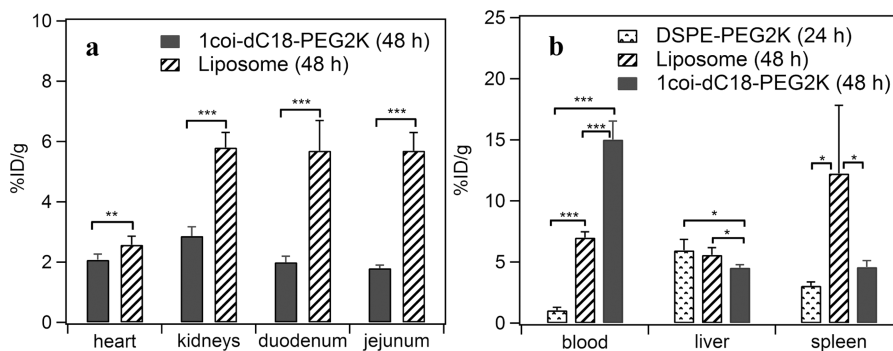 a
1coi-dC18-PEG2K (48 h)
Liposome (48 h)
%ID/g
10
8
6
4
2
0
**
***
***
***
heart kidneys duodenum jejunum
b
DSPE-PEG2K (24 h)
Liposome (48 h)
1coi-dC18-PEG2K (48 h)
%ID/g
25
20
15
10
5
0
***
***
***
*
*
*
*
blood liver spleen